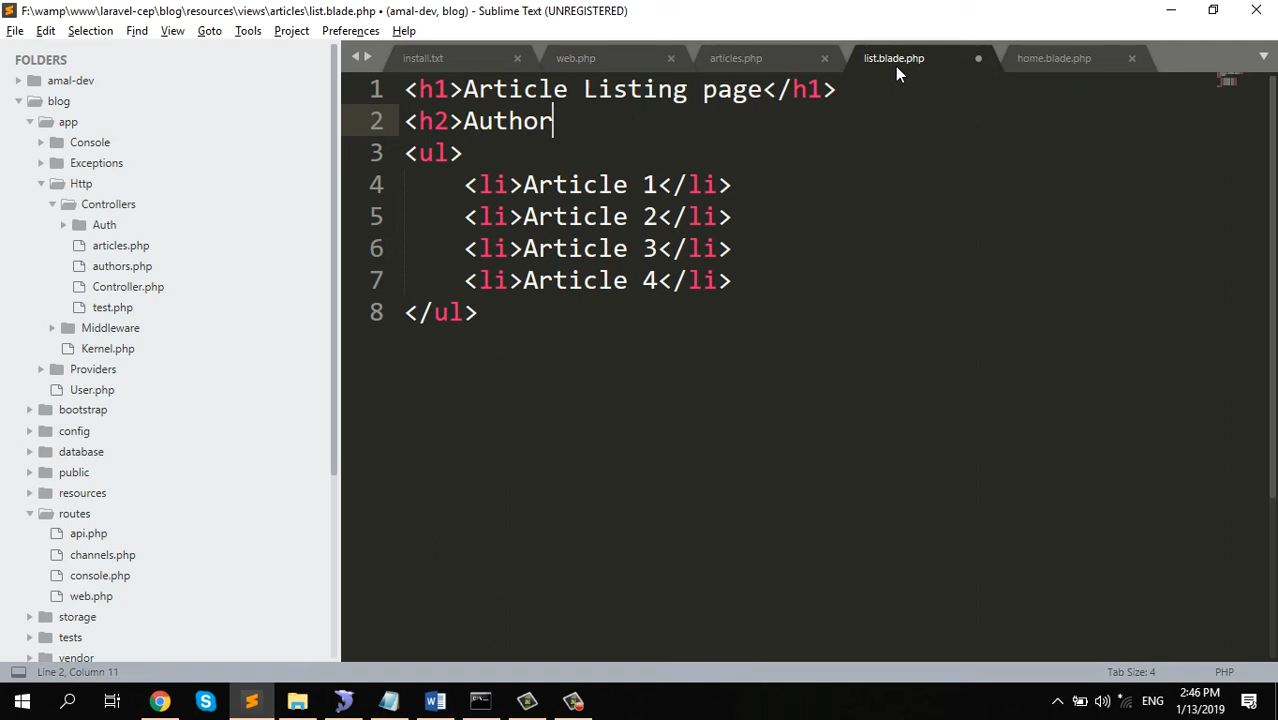 F:\wamp\www\laravel-cep\blog\resources\views\articles\list.blade.php • (amal-dev, blog) - Sublime Text (UNREGISTERED)
File Edit Selection Find View Goto Tools Project Preferences Help
FOLDERS
amal-dev
blog
app
Console
Exceptions
Http
Controllers
Auth
articles.php
authors.php
Controller.php
test.php
Middleware
Kernel.php
Providers
User.php
bootstrap
config
database
public
resources
routes
api.php
channels.php
console.php
web.php
storage
tests
vendor
install.txt web.php articles.php list.blade.php home.blade.php
1 <h1>Article Listing page</h1>
2 <h2>Author
3 <ul>
4 <li>Article 1</li>
5 <li>Article 2</li>
6 <li>Article 3</li>
7 <li>Article 4</li>
8 </ul>
Line 2, Column 11 Tab Size: 4 PHP
ENG
2:46 PM
1/13/2019